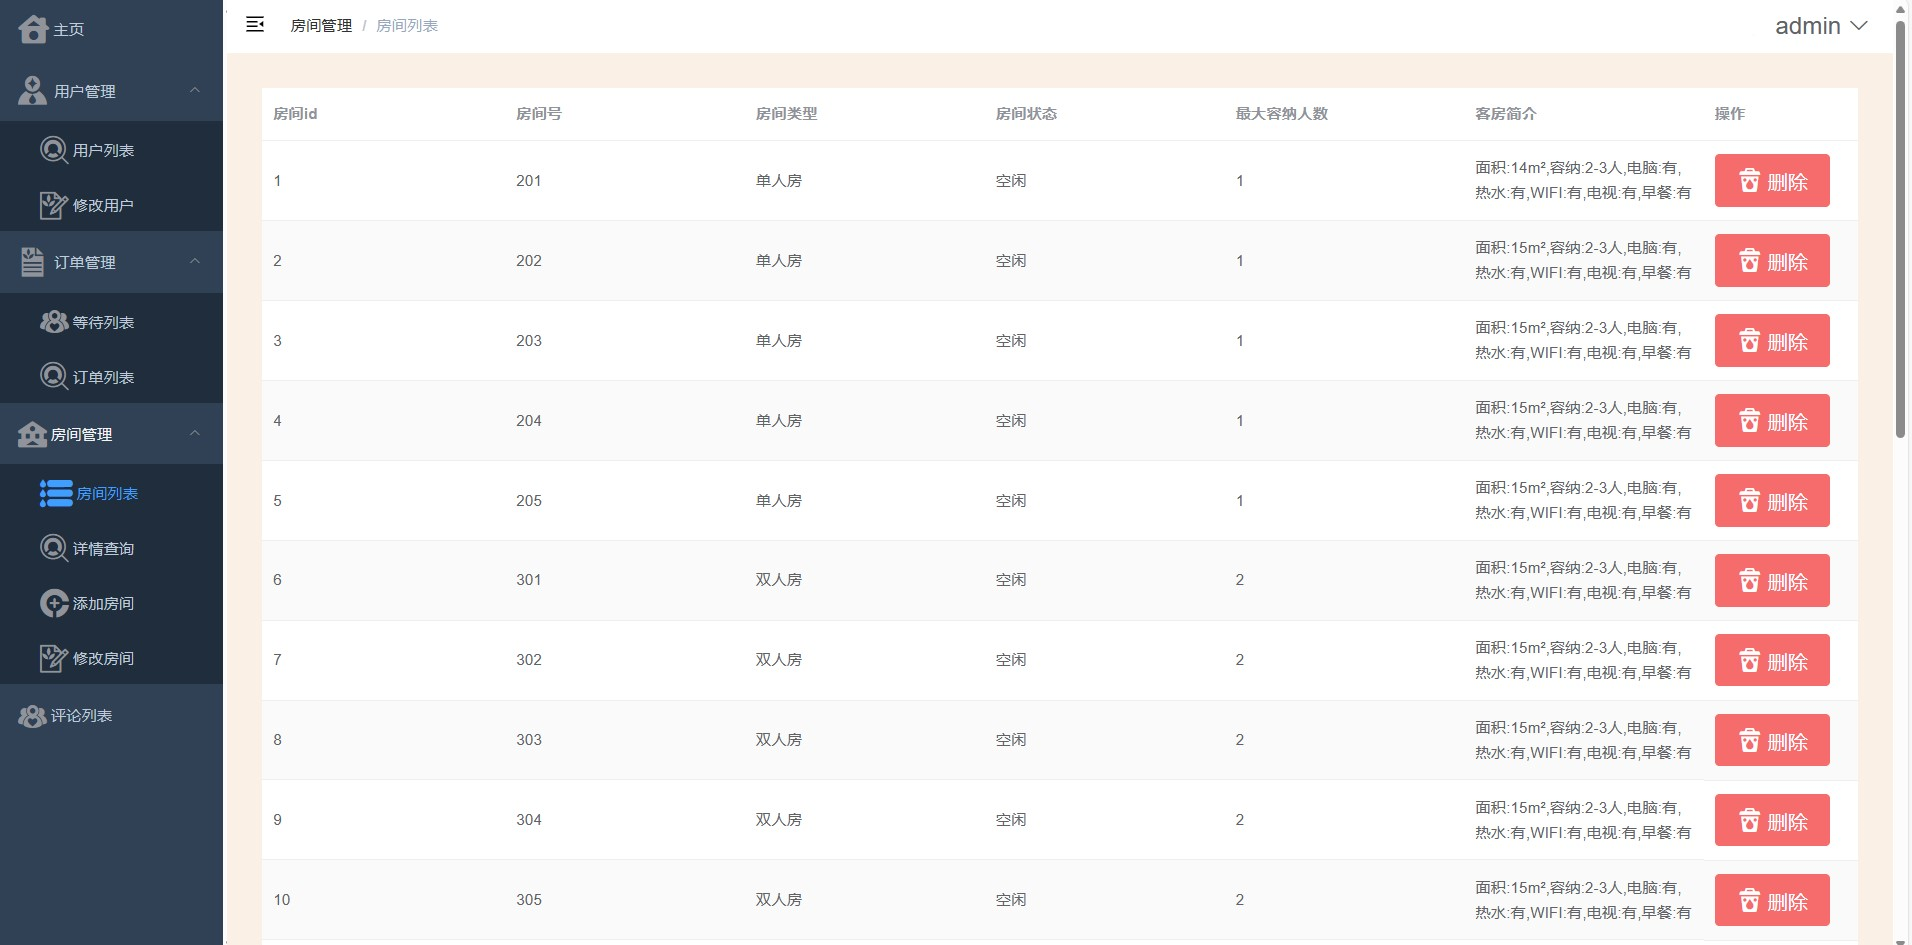 主页
用户管理
用户列表
修改用户
订单管理
等待列表
订单列表
房间管理
房间列表
详情查询
添加房间
修改房间
评论列表
房间管理 / 房间列表
admin
房间id 房间号 房间类型 房间状态 最大容纳人数 客房简介 操作
1 201 单人房 空闲 1 面积:14m²,容纳:2-3人,电脑:有,
热水:有,WIFI:有,电视:有,早餐:有 删除
2 202 单人房 空闲 1 面积:15m²,容纳:2-3人,电脑:有,
热水:有,WIFI:有,电视:有,早餐:有 删除
3 203 单人房 空闲 1 面积:15m²,容纳:2-3人,电脑:有,
热水:有,WIFI:有,电视:有,早餐:有 删除
4 204 单人房 空闲 1 面积:15m²,容纳:2-3人,电脑:有,
热水:有,WIFI:有,电视:有,早餐:有 删除
5 205 单人房 空闲 1 面积:15m²,容纳:2-3人,电脑:有,
热水:有,WIFI:有,电视:有,早餐:有 删除
6 301 双人房 空闲 2 面积:15m²,容纳:2-3人,电脑:有,
热水:有,WIFI:有,电视:有,早餐:有 删除
7 302 双人房 空闲 2 面积:15m²,容纳:2-3人,电脑:有,
热水:有,WIFI:有,电视:有,早餐:有 删除
8 303 双人房 空闲 2 面积:15m²,容纳:2-3人,电脑:有,
热水:有,WIFI:有,电视:有,早餐:有 删除
9 304 双人房 空闲 2 面积:15m²,容纳:2-3人,电脑:有,
热水:有,WIFI:有,电视:有,早餐:有 删除
10 305 双人房 空闲 2 面积:15m²,容纳:2-3人,电脑:有,
热水:有,WIFI:有,电视:有,早餐:有 删除